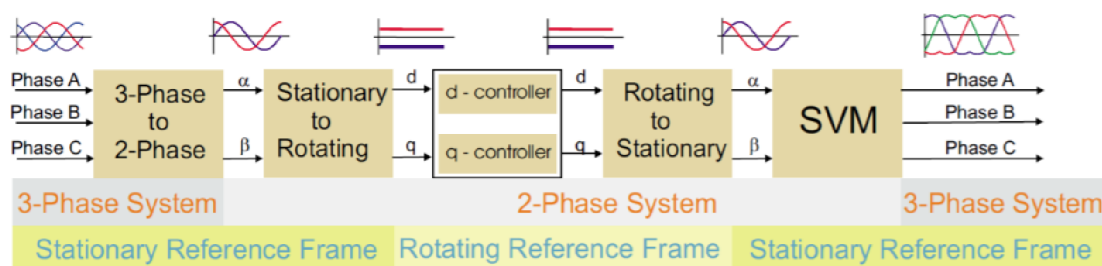 Phase A
Phase B
Phase C
3-Phase
to
2-Phase
α
β
Stationary
to
Rotating
d
q
d - controller
q - controller
d
q
Rotating
to
Stationary
α
β
SVM
Phase A
Phase B
Phase C
3-Phase System
2-Phase System
3-Phase System
Stationary Reference Frame
Rotating Reference Frame
Stationary Reference Frame